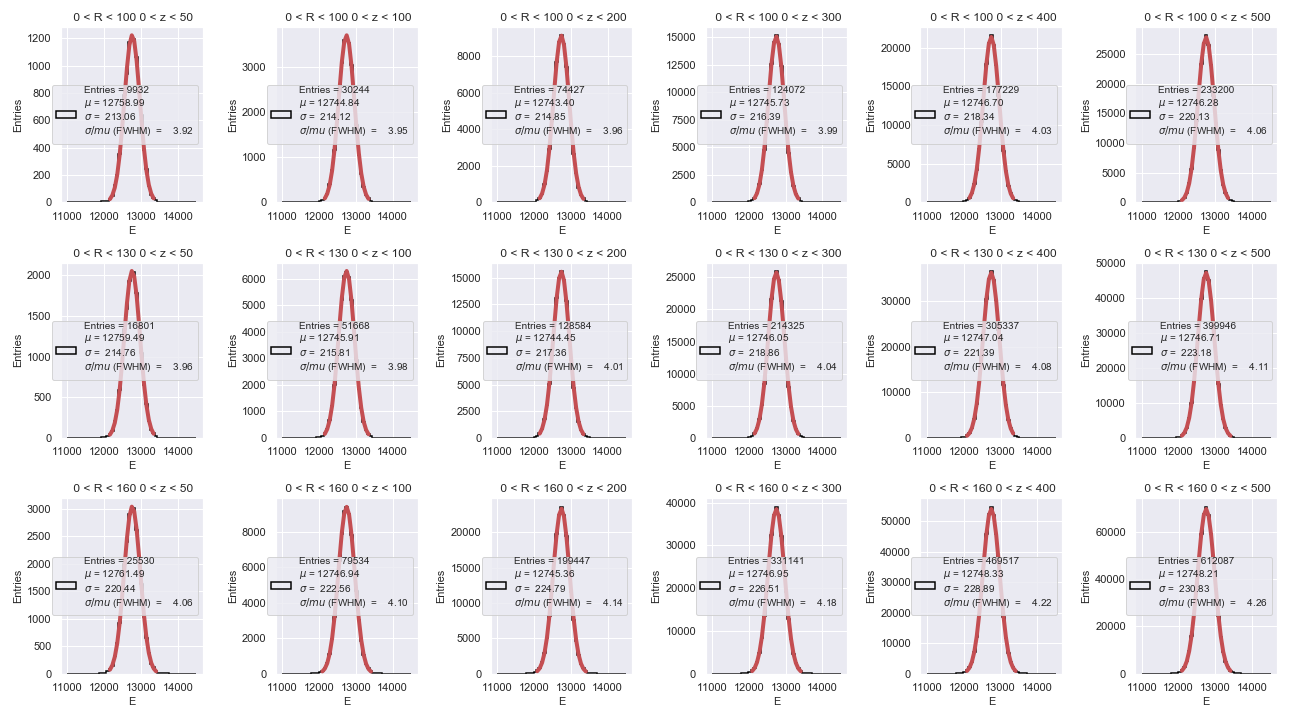 0 < R < 100 0 < z < 50
Entries
1200
1000
800
600
400
200
0
Entries = 9932
μ = 12758.99
σ = 213.06
σ/mu (FWHM) = 3.92
11000 12000 13000 14000
E
0 < R < 100 0 < z < 100
Entries
3000
2000
1000
0
Entries = 30244
μ = 12744.84
σ = 214.12
σ/mu (FWHM) = 3.95
11000 12000 13000 14000
E
0 < R < 100 0 < z < 200
Entries
8000
6000
4000
2000
0
Entries = 74427
μ = 12743.40
σ = 214.85
σ/mu (FWHM) = 3.96
11000 12000 13000 14000
E
0 < R < 100 0 < z < 300
Entries
15000
12500
10000
7500
5000
2500
0
Entries = 124072
μ = 12745.73
σ = 216.39
σ/mu (FWHM) = 3.99
11000 12000 13000 14000
E
0 < R < 100 0 < z < 400
Entries
20000
15000
10000
5000
0
Entries = 177229
μ = 12746.70
σ = 218.34
σ/mu (FWHM) = 4.03
11000 12000 13000 14000
E
0 < R < 100 0 < z < 500
Entries
25000
20000
15000
10000
5000
0
Entries = 233200
μ = 12746.28
σ = 220.13
σ/mu (FWHM) = 4.06
11000 12000 13000 14000
E
0 < R < 130 0 < z < 50
Entries
2000
1500
1000
500
0
Entries = 16801
μ = 12759.49
σ = 214.76
σ/mu (FWHM) = 3.96
11000 12000 13000 14000
E
0 < R < 130 0 < z < 100
Entries
6000
5000
4000
3000
2000
1000
0
Entries = 51668
μ = 12745.91
σ = 215.81
σ/mu (FWHM) = 3.98
11000 12000 13000 14000
E
0 < R < 130 0 < z < 200
Entries
15000
12500
10000
7500
5000
2500
0
Entries = 128584
μ = 12744.45
σ = 217.36
σ/mu (FWHM) = 4.01
11000 12000 13000 14000
E
0 < R < 130 0 < z < 300
Entries
25000
20000
15000
10000
5000
0
Entries = 214325
μ = 12746.05
σ = 218.86
σ/mu (FWHM) = 4.04
11000 12000 13000 14000
E
0 < R < 130 0 < z < 400
Entries
30000
20000
10000
0
Entries = 305337
μ = 12747.04
σ = 221.39
σ/mu (FWHM) = 4.08
11000 12000 13000 14000
E
0 < R < 130 0 < z < 500
Entries
50000
40000
30000
20000
10000
0
Entries = 399946
μ = 12746.71
σ = 223.18
σ/mu (FWHM) = 4.11
11000 12000 13000 14000
E
0 < R < 160 0 < z < 50
Entries
3000
2500
2000
1500
1000
500
0
Entries = 25530
μ = 12761.49
σ = 220.44
σ/mu (FWHM) = 4.06
11000 12000 13000 14000
E
0 < R < 160 0 < z < 100
Entries
8000
6000
4000
2000
0
Entries = 79534
μ = 12746.94
σ = 222.56
σ/mu (FWHM) = 4.10
11000 12000 13000 14000
E
0 < R < 160 0 < z < 200
Entries
20000
15000
10000
5000
0
Entries = 199447
μ = 12745.36
σ = 224.79
σ/mu (FWHM) = 4.14
11000 12000 13000 14000
E
0 < R < 160 0 < z < 300
Entries
40000
30000
20000
10000
0
Entries = 331141
μ = 12746.95
σ = 226.51
σ/mu (FWHM) = 4.18
11000 12000 13000 14000
E
0 < R < 160 0 < z < 400
Entries
50000
40000
30000
20000
10000
0
Entries = 469517
μ = 12748.33
σ = 228.89
σ/mu (FWHM) = 4.22
11000 12000 13000 14000
E
0 < R < 160 0 < z < 500
Entries
60000
40000
20000
0
Entries = 612087
μ = 12748.21
σ = 230.83
σ/mu (FWHM) = 4.26
11000 12000 13000 14000
E